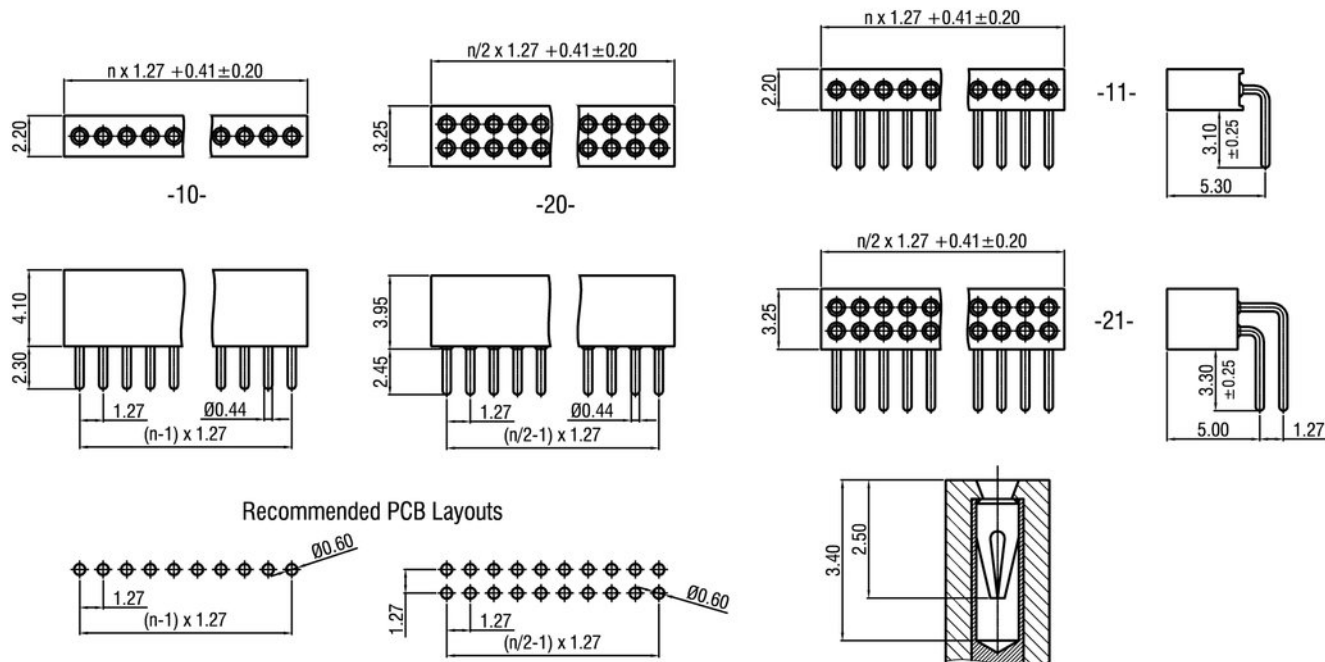 n x 1.27 +0.41±0.20
2.20
-10-
4.10
2.30
1.27
Ø0.44
(n-1) x 1.27
n/2 x 1.27 +0.41±0.20
3.25
-20-
3.95
2.45
1.27
Ø0.44
(n/2-1) x 1.27
n x 1.27 +0.41±0.20
2.20
-11-
3.10
±0.25
5.30
n/2 x 1.27 +0.41±0.20
3.25
-21-
3.30
±0.25
5.00
1.27
Recommended PCB Layouts
Ø0.60
1.27
(n-1) x 1.27
1.27
1.27
Ø0.60
(n/2-1) x 1.27
3.40
2.50